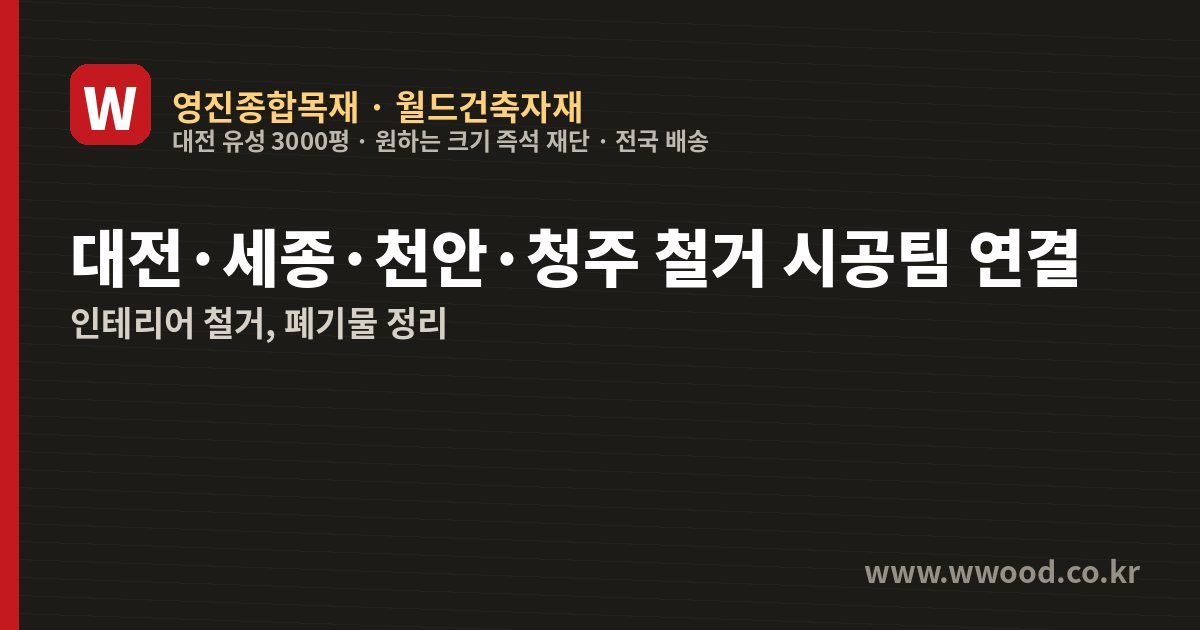 W
영진종합목재 · 월드건축자재
대전 유성 3000평 · 원하는 크기 즉석 재단 · 전국 배송
대전·세종·천안·청주 철거 시공팀 연결
인테리어 철거, 폐기물 정리
www.wwood.co.kr